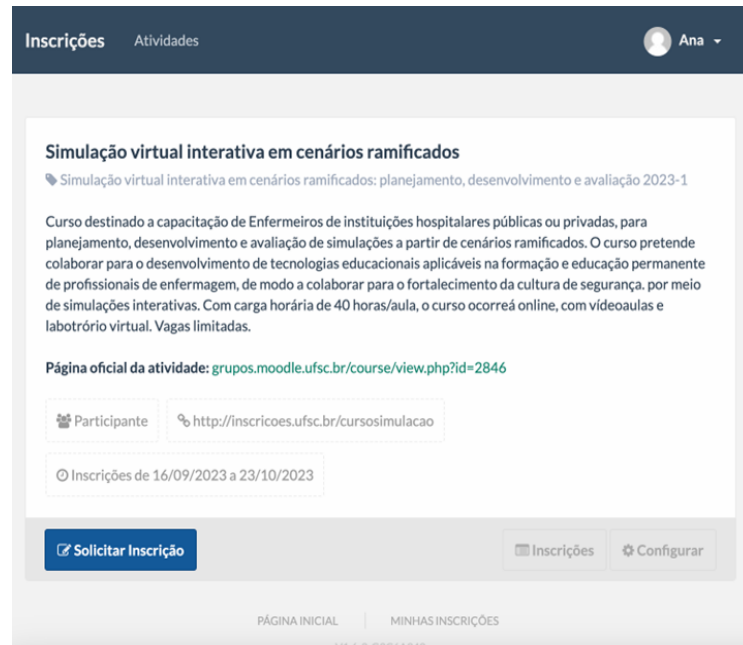 Inscrições Atividades Ana
Simulação virtual interativa em cenários ramificados
Simulação virtual interativa em cenários ramificados: planejamento, desenvolvimento e avaliação 2023-1
Curso destinado a capacitação de Enfermeiros de instituições hospitalares públicas ou privadas, para
planejamento, desenvolvimento e avaliação de simulações a partir de cenários ramificados. O curso pretende
colaborar para o desenvolvimento de tecnologias educacionais aplicáveis na formação e educação permanente
de profissionais de enfermagem, de modo a colaborar para o fortalecimento da cultura de segurança. por meio
de simulações interativas. Com carga horária de 40 horas/aula, o curso ocorreá online, com vídeoaulas e
labotrório virtual. Vagas limitadas.
Página oficial da atividade: grupos.moodle.ufsc.br/course/view.php?id=2846
Participante http://inscricoes.ufsc.br/cursosimulacao
Inscrições de 16/09/2023 a 23/10/2023
Solicitar Inscrição Inscrições Configurar
PÁGINA INICIAL MINHAS INSCRIÇÕES